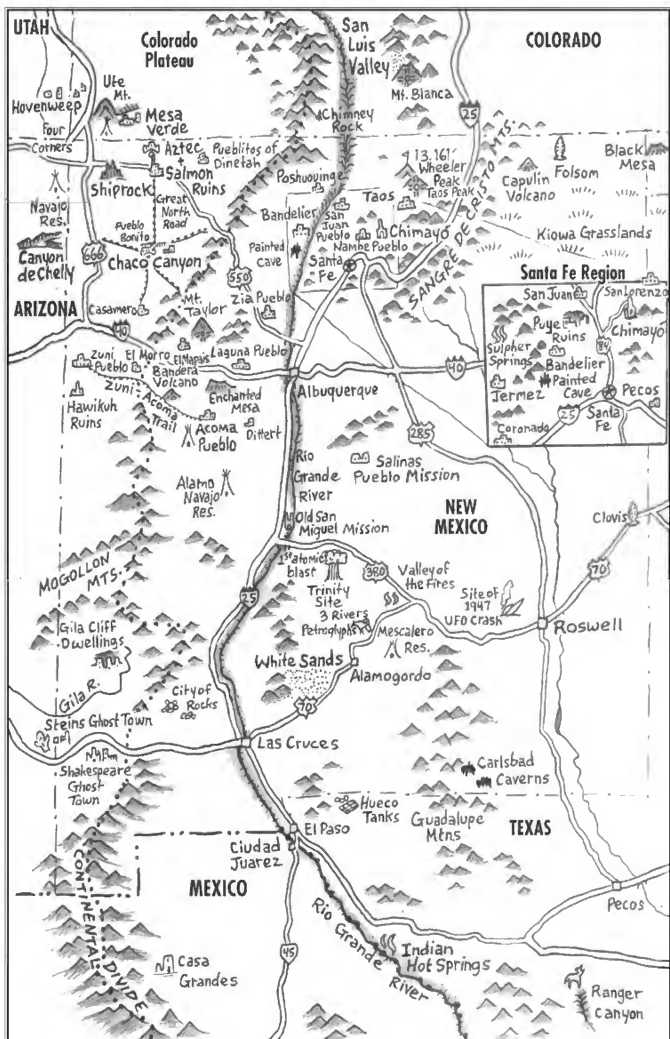 UTAH
Colorado
Plateau
San
Luis
Valley
COLORADO
Ute
Mt.
Mt. Blanca
Hovenweep
Mesa
Verde
Chimney
Rock
25
Four
Corners
Aztec
Pueblitos of
Dinetah
13,161'
Wheeler
Peak
Taos Peak
Folsom
Black
Mesa
Shiprock
Salmon
Ruins
Poshuouinge
Taos
Capulin
Volcano
Navajo
Res.
Great
North
Road
Bandelier
San
Juan
Pueblo
Chimayo
SANGRE DE CRISTO MTS.
Kiowa Grasslands
Pueblo
Bonito
Painted
Cave
Nambe Pueblo
Canyon
de Chelly
666
Chaco Canyon
550
Santa
Fe
Santa Fe Region
ARIZONA
Casamero
Mt.
Taylor
Zia Pueblo
San Juan
San Lorenzo
Puye
Ruins
Chimayo
84
Sulpher
Springs
Bandelier
Painted
Cave
Jermez
Pecos
25
Santa
Fe
Coronado
40
Zuni
Pueblo
El Morro
El Malpais
Bandera
Volcano
Laguna Pueblo
Albuquerque
40
Zuni-
Acoma
Trail
Enchanted
Mesa
Hawikuh
Ruins
Acoma
Pueblo
Dittert
285
Alamo
Navajo
Res.
Rio
Grande
River
Salinas
Pueblo Mission
NEW
MEXICO
Clovis
Old San
Miguel Mission
MOGOLLON
MTS.
25
1st atomic
blast
Trinity
Site
380
Valley of
the Fires
Site of
1947
UFO Crash
70
3 Rivers
Petroglyphs
Roswell
Gila Cliff
Dwellings
Mescalero
Res.
White Sands
Alamogordo
Gila R.
City of
Rocks
70
Steins Ghost Town
Las Cruces
Shakespeare
Ghost
Town
Carlsbad
Caverns
Hueco
Tanks
Guadalupe
Mtns
El Paso
TEXAS
Ciudad
Juarez
MEXICO
Pecos
CONTINENTAL
DIVIDE
Rio Grande
River
Indian
Hot Springs
45
Casa
Grandes
Ranger
Canyon